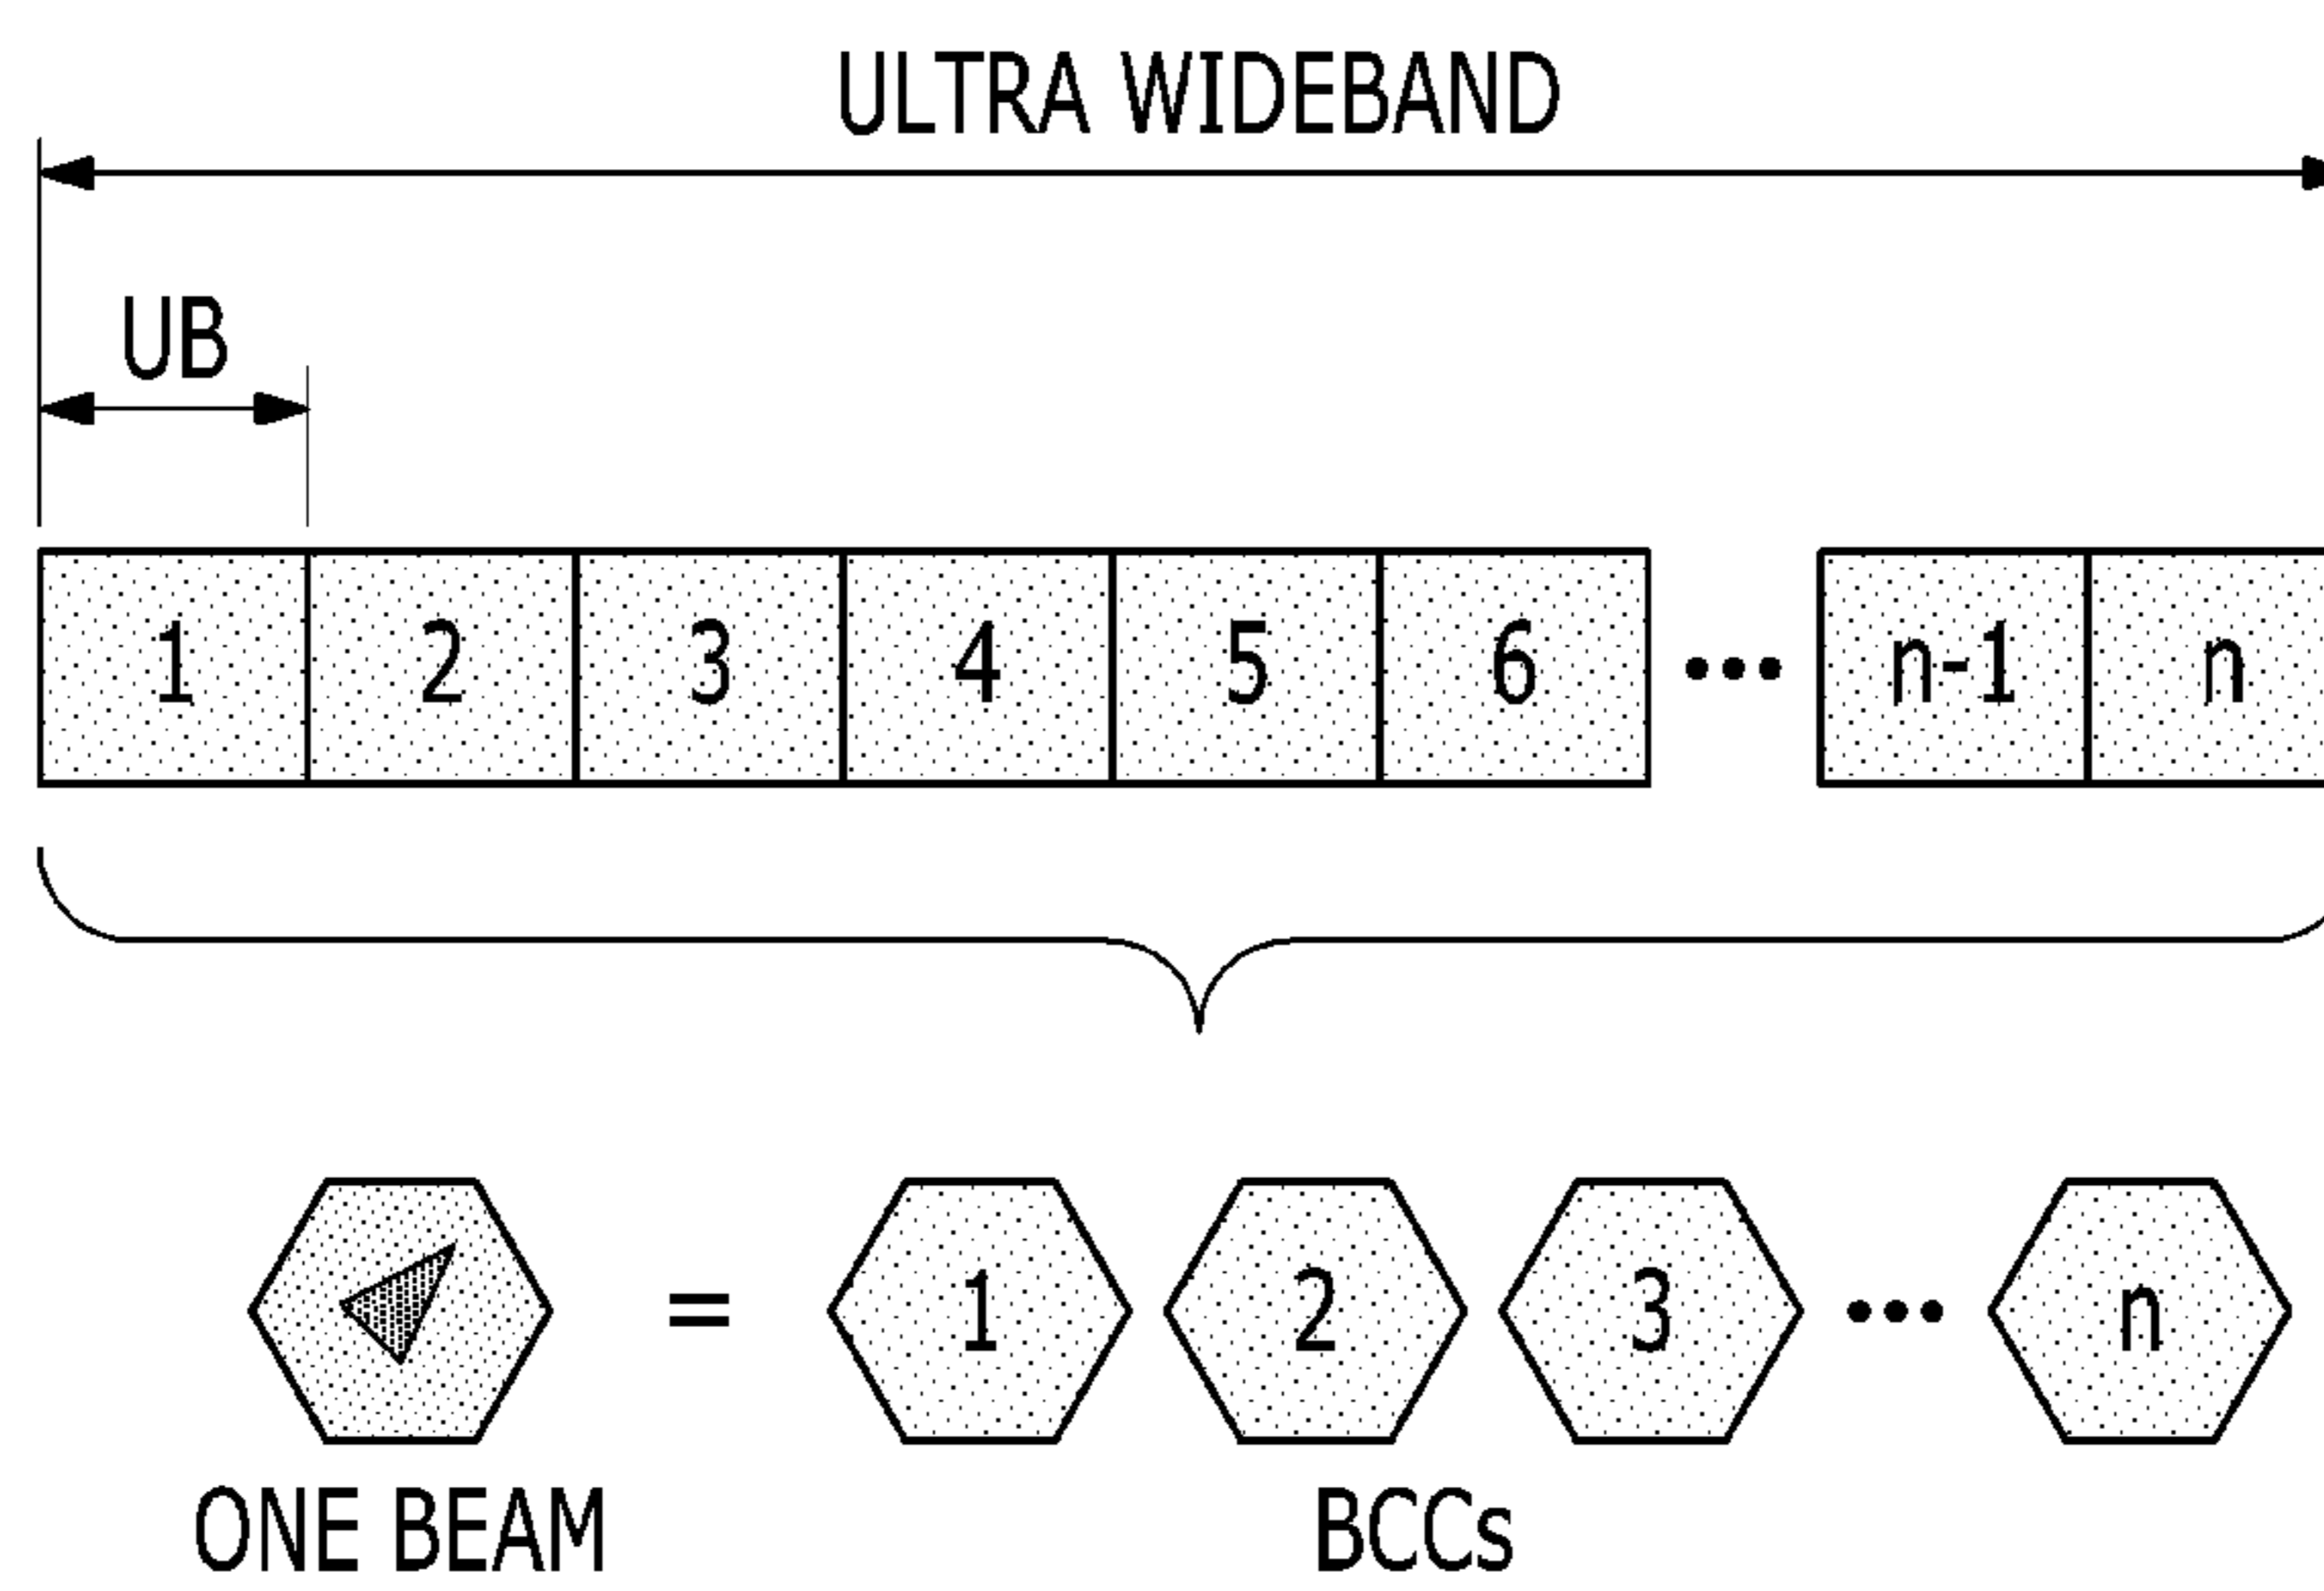 ULTRA WIDEBAND
UB
1 2 3 4 5 6 ••• n-1 n
= 1 2 3 ••• n
ONE BEAM BCCs